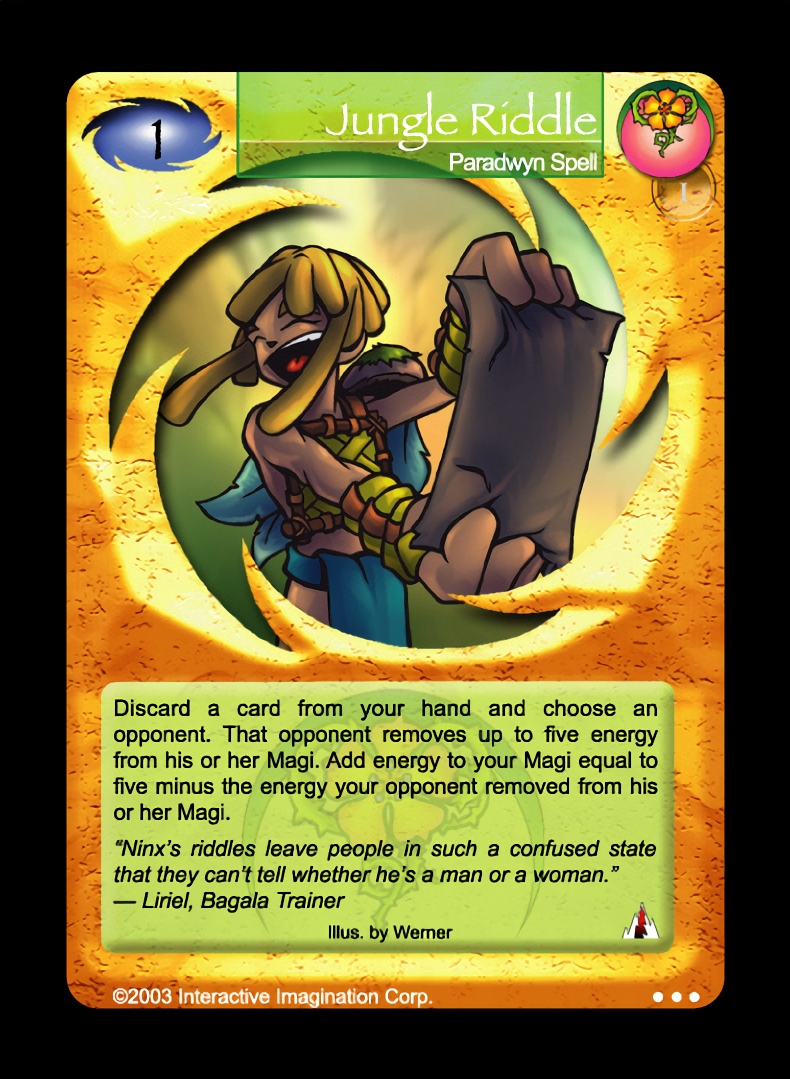 1
Jungle Riddle
Paradwyn Spell
1
Discard a card from your hand and choose an
opponent. That opponent removes up to five energy
from his or her Magi. Add energy to your Magi equal to
five minus the energy your opponent removed from his
or her Magi.
“Ninx’s riddles leave people in such a confused state
that they can’t tell whether he’s a man or a woman.”
— Liriel, Bagala Trainer
Illus. by Werner
©2003 Interactive Imagination Corp.